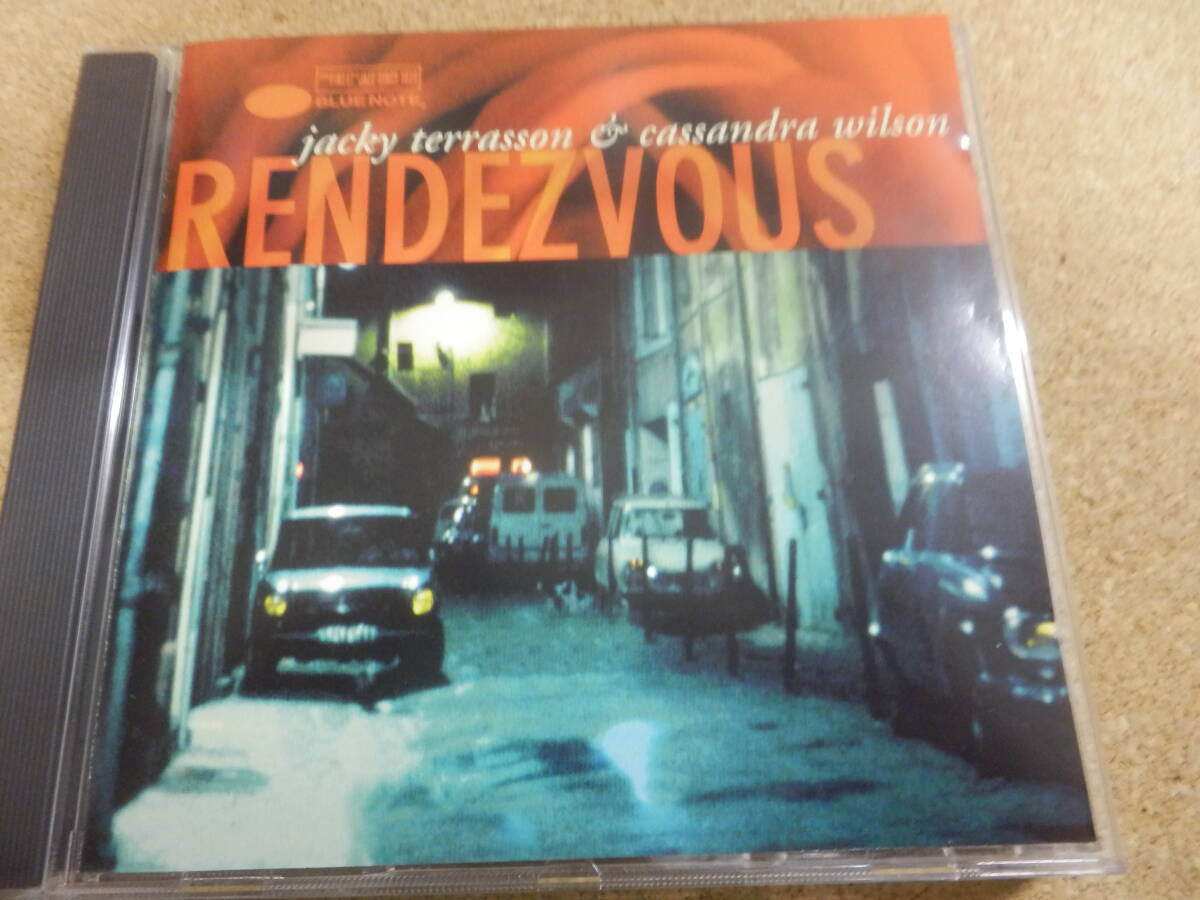 BLUE NOTE
jacky terrasson & cassandra wilson
RENDEZVOUS